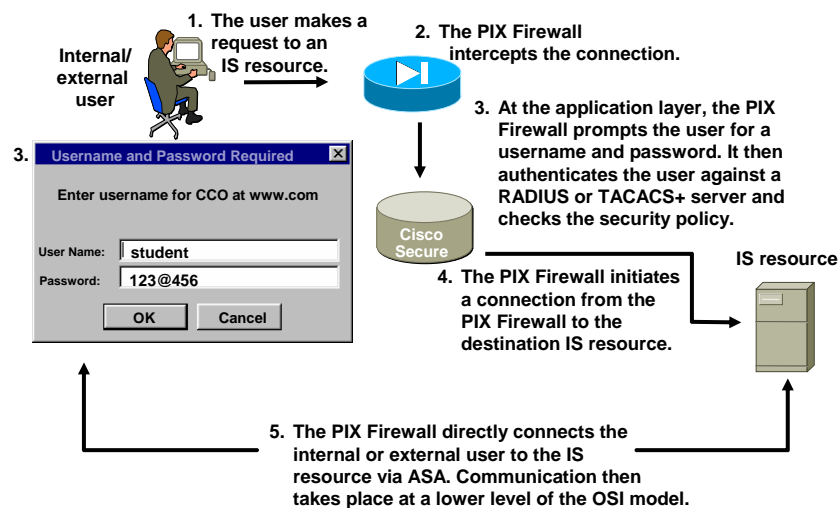 1. The user makes a
request to an
IS resource.
Internal/
external
user
2. The PIX Firewall
intercepts the connection.
3. At the application layer, the PIX
Firewall prompts the user for a
username and password. It then
authenticates the user against a
RADIUS or TACACS+ server and
checks the security policy.
3.
Username and Password Required
Enter username for CCO at www.com
User Name: student
Password: 123@456
OK Cancel
Cisco
Secure
4. The PIX Firewall initiates
a connection from the
PIX Firewall to the
destination IS resource.
IS resource
5. The PIX Firewall directly connects the
internal or external user to the IS
resource via ASA. Communication then
takes place at a lower level of the OSI model.